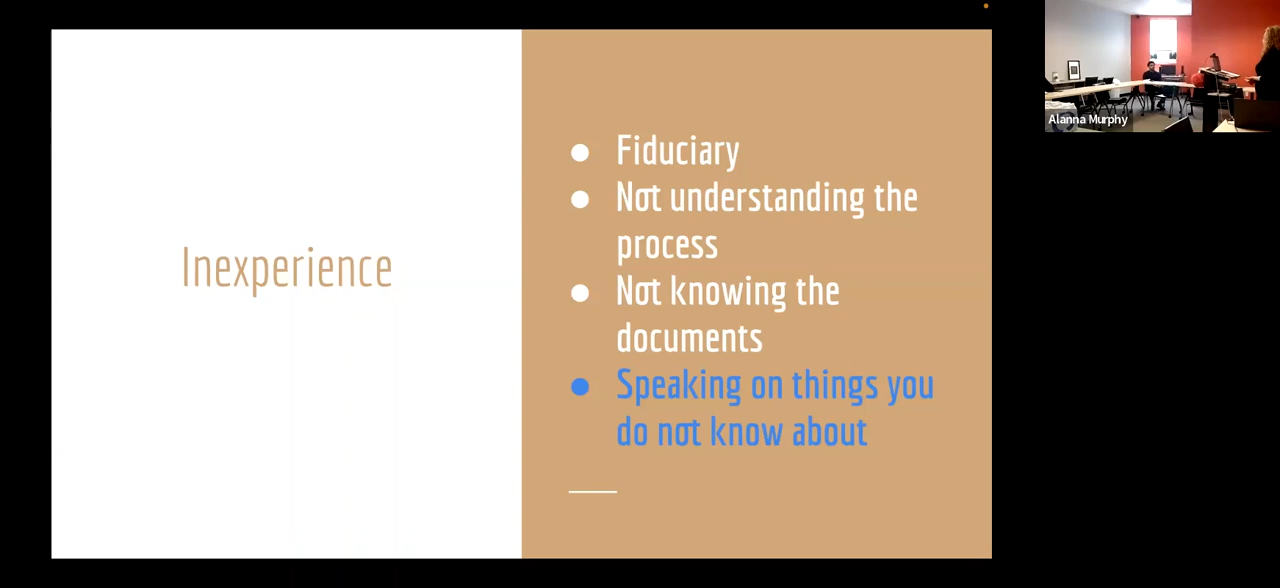 Inexperience
Fiduciary
Not understanding the
process
Not knowing the
documents
Speaking on things you
do not know about
Alanna Murphy